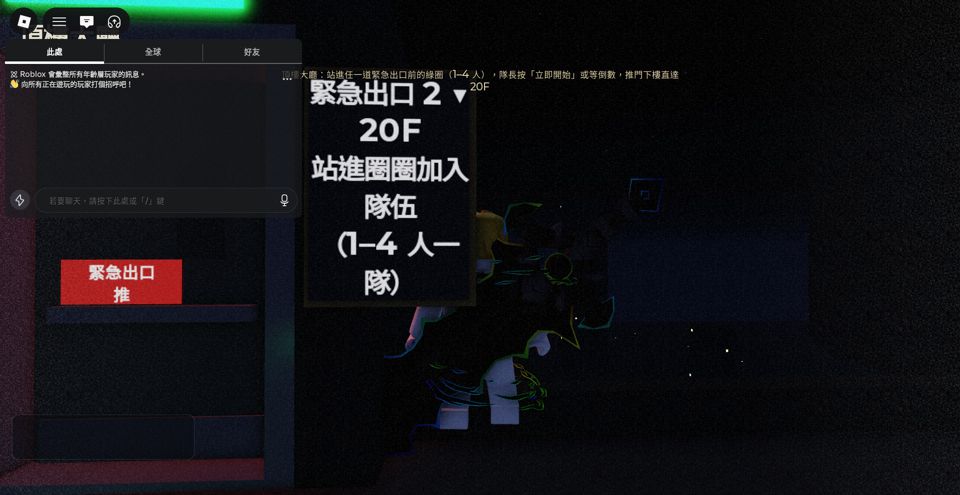 此處
全球
好友
Roblox 會彙整所有年齡層玩家的訊息。
👋 向所有正在遊玩的玩家打個招呼吧！
頂樓大廳：站進任一道緊急出口前的綠圈（1–4 人），隊長按「立即開始」或等倒數，推門下樓直達
20F
緊急出口 2 ▼
20F
站進圈圈加入
隊伍
（1–4 人一
隊）
若要聊天，請按下此處或「/」鍵
緊急出口
推